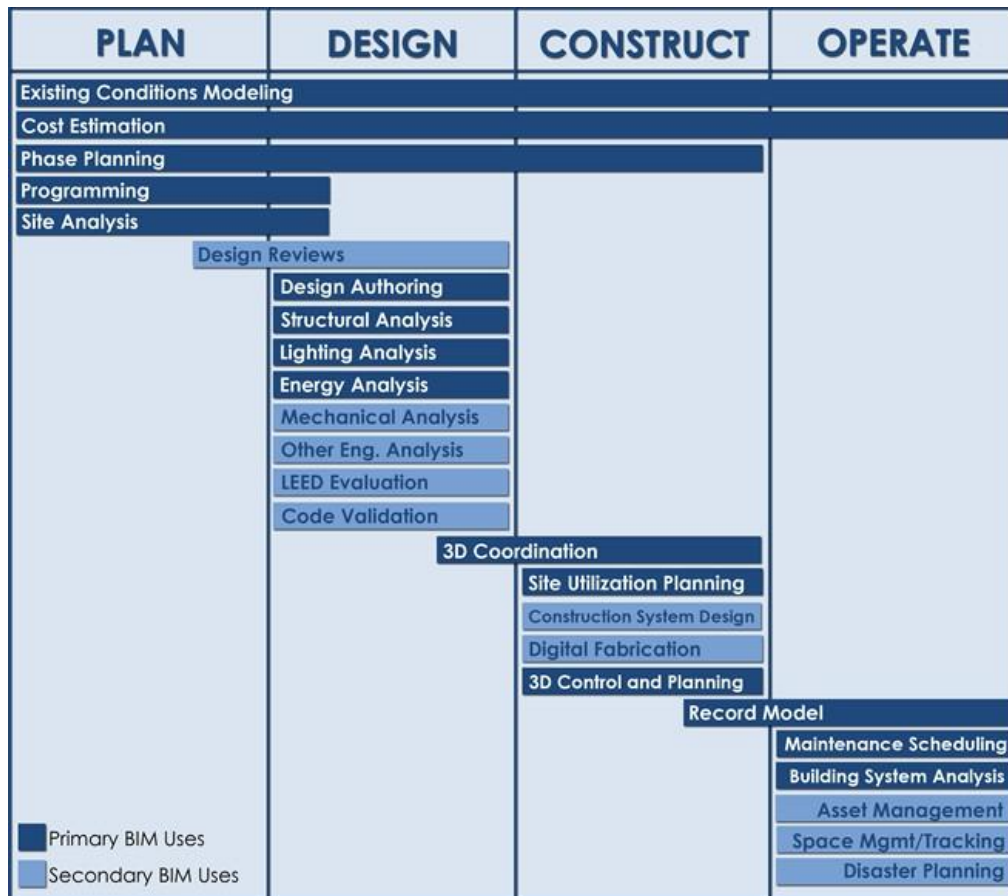 PLAN
DESIGN
CONSTRUCT
OPERATE
Existing Conditions Modeling
Cost Estimation
Phase Planning
Programming
Site Analysis
Design Reviews
Design Authoring
Structural Analysis
Lighting Analysis
Energy Analysis
Mechanical Analysis
Other Eng. Analysis
LEED Evaluation
Code Validation
3D Coordination
Site Utilization Planning
Construction System Design
Digital Fabrication
3D Control and Planning
Record Model
Maintenance Scheduling
Building System Analysis
Asset Management
Space Mgmt/Tracking
Disaster Planning
Primary BIM Uses
Secondary BIM Uses